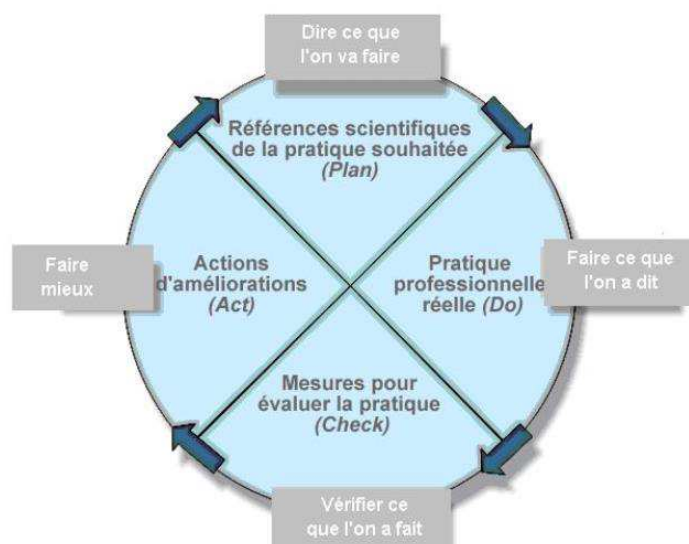 Dire ce que
l'on va faire
Références scientifiques
de la pratique souhaitée
(Plan)
Faire
mieux
Actions
d'améliorations
(Act)
Pratique
professionnelle
réelle (Do)
Faire ce que
l'on a dit
Mesures pour
évaluer la pratique
(Check)
Vérifier ce
que l'on a fait